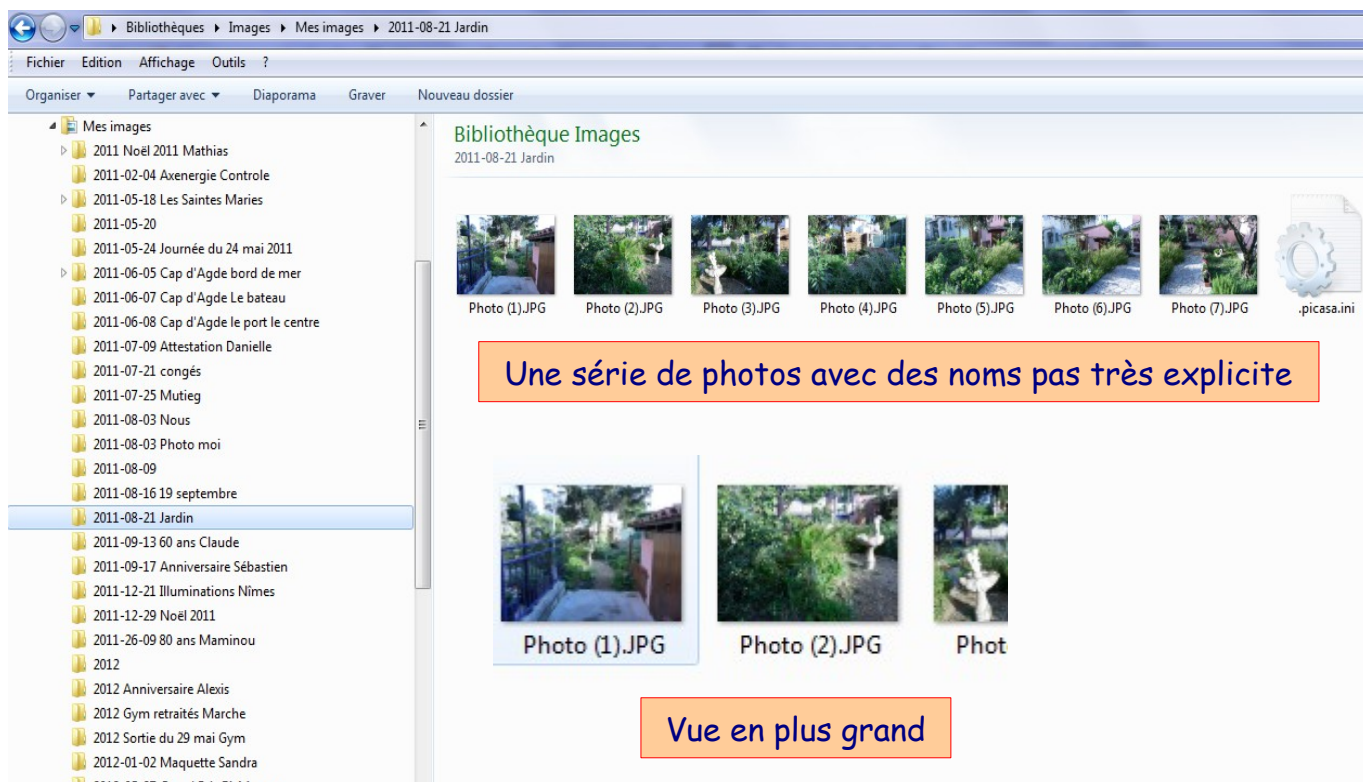 Bibliothèques Images Mes images 2011-08-21 Jardin
Fichier Edition Affichage Outils ?
Organiser Partager avec Diaporama Graver Nouveau dossier
Mes images
2011 Noël 2011 Mathias
2011-02-04 Axenergie Controle
2011-05-18 Les Saintes Maries
2011-05-20
2011-05-24 Journée du 24 mai 2011
2011-06-05 Cap d'Agde bord de mer
2011-06-07 Cap d'Agde Le bateau
2011-06-08 Cap d'Agde le port le centre
2011-07-09 Attestation Danielle
2011-07-21 congés
2011-07-25 Mutieg
2011-08-03 Nous
2011-08-03 Photo moi
2011-08-09
2011-08-16 19 septembre
2011-08-21 Jardin
2011-09-13 60 ans Claude
2011-09-17 Anniversaire Sébastien
2011-12-21 Illuminations Nîmes
2011-12-29 Noël 2011
2011-26-09 80 ans Maminou
2012
2012 Anniversaire Alexis
2012 Gym retraités Marche
2012 Sortie du 29 mai Gym
2012-01-02 Maquette Sandra
Bibliothèque Images
2011-08-21 Jardin
Photo (1).JPG Photo (2).JPG Photo (3).JPG Photo (4).JPG Photo (5).JPG Photo (6).JPG Photo (7).JPG .picasa.ini
Une série de photos avec des noms pas très explicite
Photo (1).JPG Photo (2).JPG Phot
Vue en plus grand